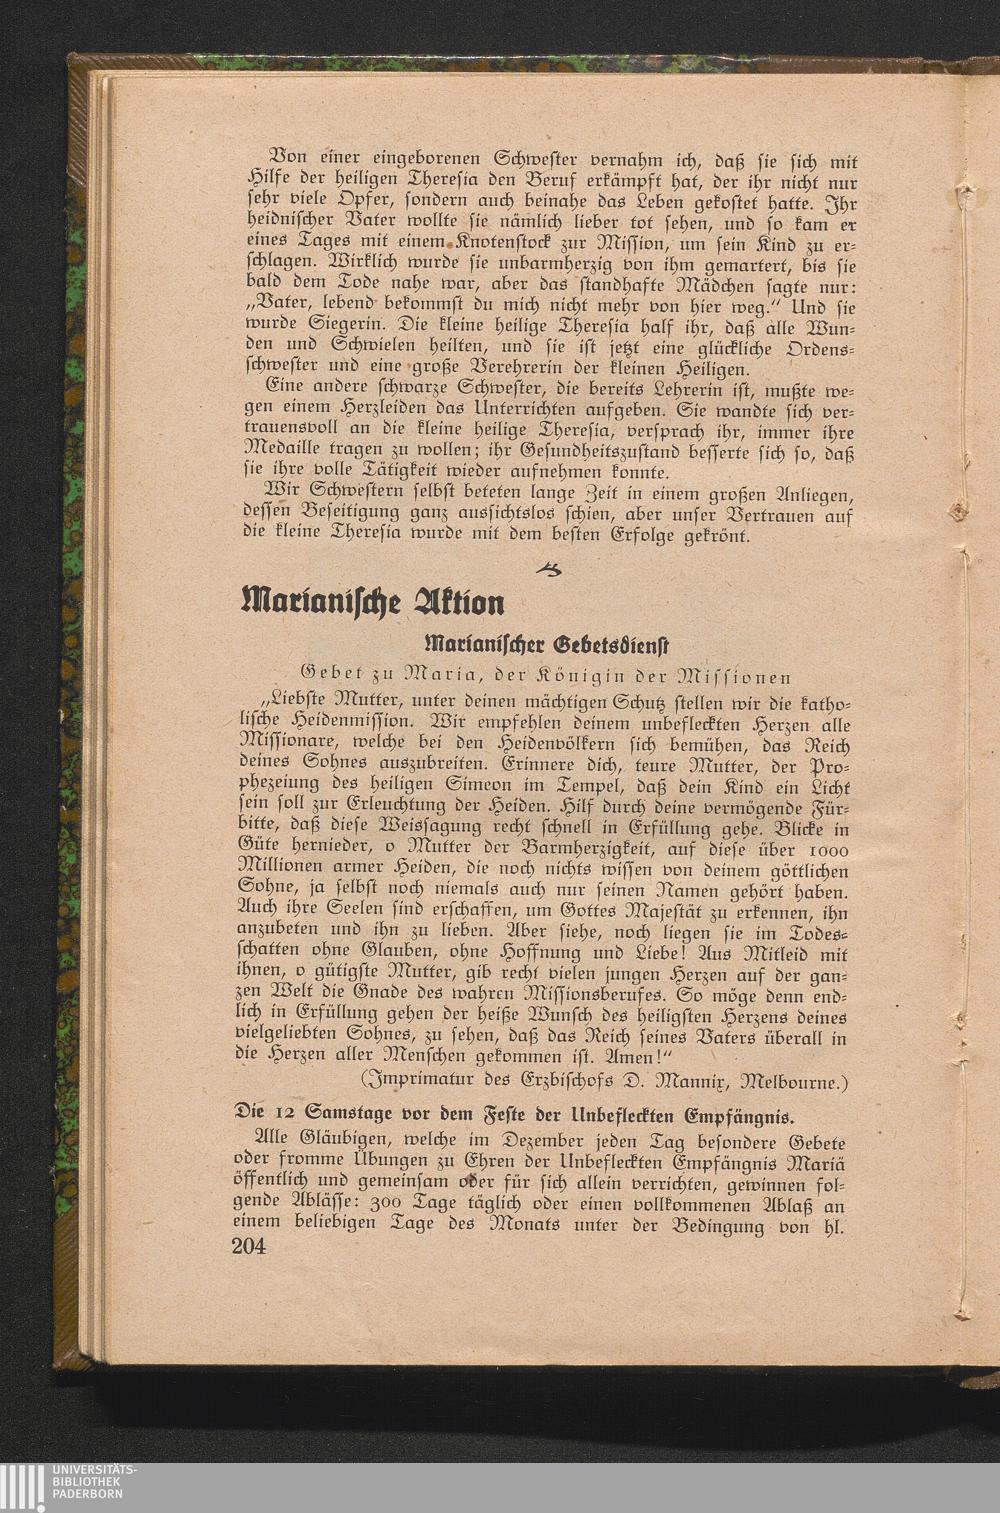 Von einer eingeborenen Schwester vernahm ich, daß sie sich mit
Hilfe der heiligen Theresia den Beruf erkämpft hat, der ihr nicht nur
sehr viele Opfer, sondern auch beinahe das Leben gekostet hatte. Ihr
heidnischer Vater wollte sie nämlich lieber tot sehen, und so kam er
eines Tages mit einem Knotenstock zur Mission, um sein Kind zu er-
schlagen. Wirklich wurde sie unbarmherzig von ihm gemartert, bis sie
bald dem Tode nahe war, aber das standhafte Mädchen sagte nur:
„Vater, lebend bekommst du mich nicht mehr von hier weg.“ Und sie
wurde Siegerin. Die kleine heilige Theresia half ihr, daß alle Wun-
den und Schwielen heilten, und sie ist jetzt eine glückliche Ordens-
schwester und eine große Verehrerin der kleinen Heiligen.
Eine andere schwarze Schwester, die bereits Lehrerin ist, mußte we-
gen einem Herzleiden das Unterrichten aufgeben. Sie wandte sich ver-
trauensvoll an die kleine heilige Theresia, versprach ihr, immer ihre
Medaille tragen zu wollen; ihr Gesundheitszustand besserte sich so, daß
sie ihre volle Tätigkeit wieder aufnehmen konnte.
Wir Schwestern selbst beteten lange Zeit in einem großen Anliegen,
dessen Beseitigung ganz aussichtslos schien, aber unser Vertrauen auf
die kleine Theresia wurde mit dem besten Erfolge gekrönt.
Marianische Aktion
Marianischer Gebetsdienst
Gebet zu Maria, der Königin der Missionen
„Liebste Mutter, unter deinen mächtigen Schutz stellen wir die katho-
lische Heidenmission. Wir empfehlen deinem unbefleckten Herzen alle
Missionare, welche bei den Heidenvölkern sich bemühen, das Reich
deines Sohnes auszubreiten. Erinnere dich, teure Mutter, der Pro-
phezeiung des heiligen Simeon im Tempel, daß dein Kind ein Licht
sein soll zur Erleuchtung der Heiden. Hilf durch deine vermögende Für-
bitte, daß diese Weissagung recht schnell in Erfüllung gehe. Blicke in
Güte hernieder, o Mutter der Barmherzigkeit, auf diese über 1000
Millionen armer Heiden, die noch nichts wissen von deinem göttlichen
Sohne, ja selbst noch niemals auch nur seinen Namen gehört haben.
Auch ihre Seelen sind erschaffen, um Gottes Majestät zu erkennen, ihn
anzubeten und ihn zu lieben. Aber siehe, noch liegen sie im Todes-
schatten ohne Glauben, ohne Hoffnung und Liebe! Aus Mitleid mit
ihnen, o gütigste Mutter, gib recht vielen jungen Herzen auf der gan-
zen Welt die Gnade des wahren Missionsberufes. So möge denn end-
lich in Erfüllung gehen der heiße Wunsch des heiligsten Herzens deines
vielgeliebten Sohnes, zu sehen, daß das Reich seines Vaters überall in
die Herzen aller Menschen gekommen ist. Amen!“
(Imprimatur des Erzbischofs D. Mannix, Melbourne.)
Die 12 Samstage vor dem Feste der Unbefleckten Empfängnis.
Alle Gläubigen, welche im Dezember jeden Tag besondere Gebete
oder fromme Übungen zu Ehren der Unbefleckten Empfängnis Mariä
öffentlich und gemeinsam oder für sich allein verrichten, gewinnen fol-
gende Ablässe: 300 Tage täglich oder einen vollkommenen Ablaß an
einem beliebigen Tage des Monats unter der Bedingung von hl.
204
UNIVERSITÄTS-
BIBLIOTHEK
PADERBORN